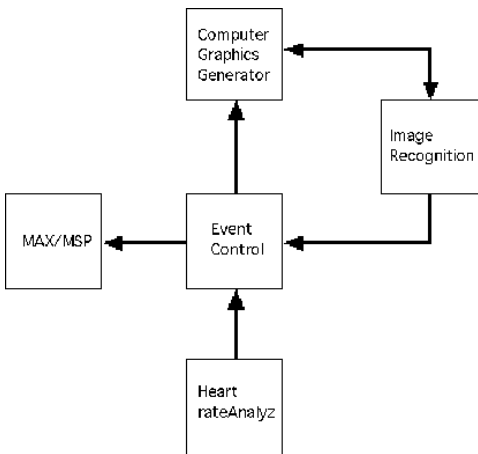 Computer
Graphics
Generator
Image
Recognition
MAX/MSP
Event
Control
Heart
rateAnalyz